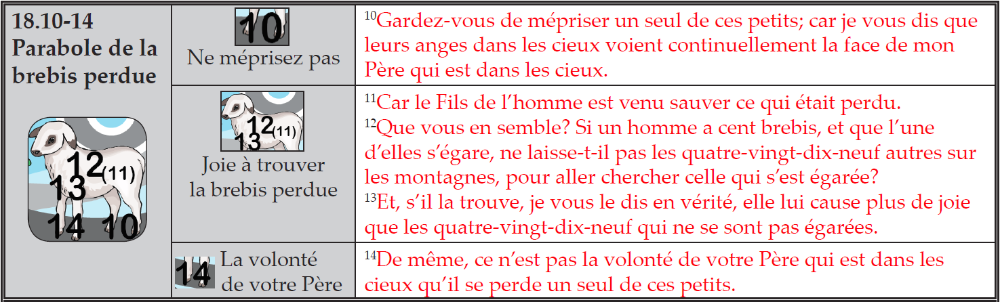 18.10-14
Parabole de la
brebis perdue
12(11)
13
14 10
10
Ne méprisez pas
¹⁰Gardez-vous de mépriser un seul de ces petits; car je vous dis que
leurs anges dans les cieux voient continuellement la face de mon
Père qui est dans les cieux.
12(11)
13
Joie à trouver
la brebis perdue
¹¹Car le Fils de l’homme est venu sauver ce qui était perdu.
¹²Que vous en semble? Si un homme a cent brebis, et que l’une
d’elles s’égare, ne laisse-t-il pas les quatre-vingt-dix-neuf autres sur
les montagnes, pour aller chercher celle qui s’est égarée?
¹³Et, s’il la trouve, je vous le dis en vérité, elle lui cause plus de joie
que les quatre-vingt-dix-neuf qui ne se sont pas égarées.
14
La volonté
de votre Père
¹⁴De même, ce n’est pas la volonté de votre Père qui est dans les
cieux qu’il se perde un seul de ces petits.